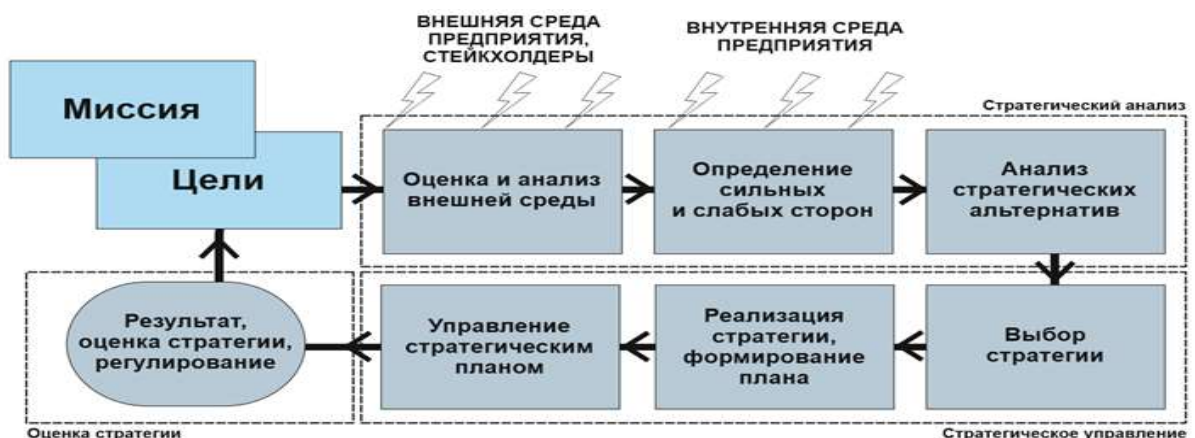 ВНЕШНЯЯ СРЕДА
ПРЕДПРИЯТИЯ,
СТЕЙКХОЛДЕРЫ
ВНУТРЕННЯЯ СРЕДА
ПРЕДПРИЯТИЯ
Стратегический анализ
Миссия
Цели
Оценка и анализ
внешней среды
Определение
сильных
и слабых сторон
Анализ
стратегических
альтернатив
Выбор
стратегии
Реализация
стратегии,
формирование
плана
Управление
стратегическим
планом
Результат,
оценка стратегии,
регулирование
Оценка стратегии
Стратегическое управление